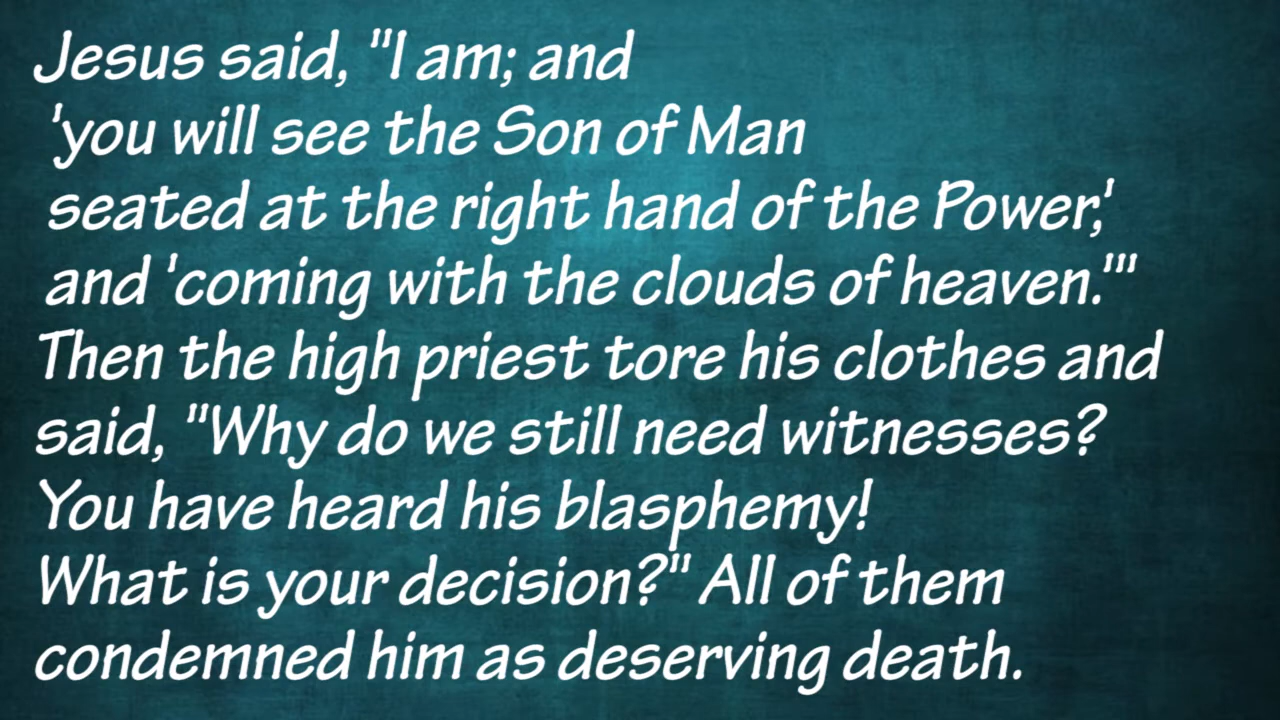 Jesus said, "I am; and
'you will see the Son of Man
seated at the right hand of the Power,'
and 'coming with the clouds of heaven.'"
Then the high priest tore his clothes and
said, "Why do we still need witnesses?
You have heard his blasphemy!
What is your decision?" All of them
condemned him as deserving death.